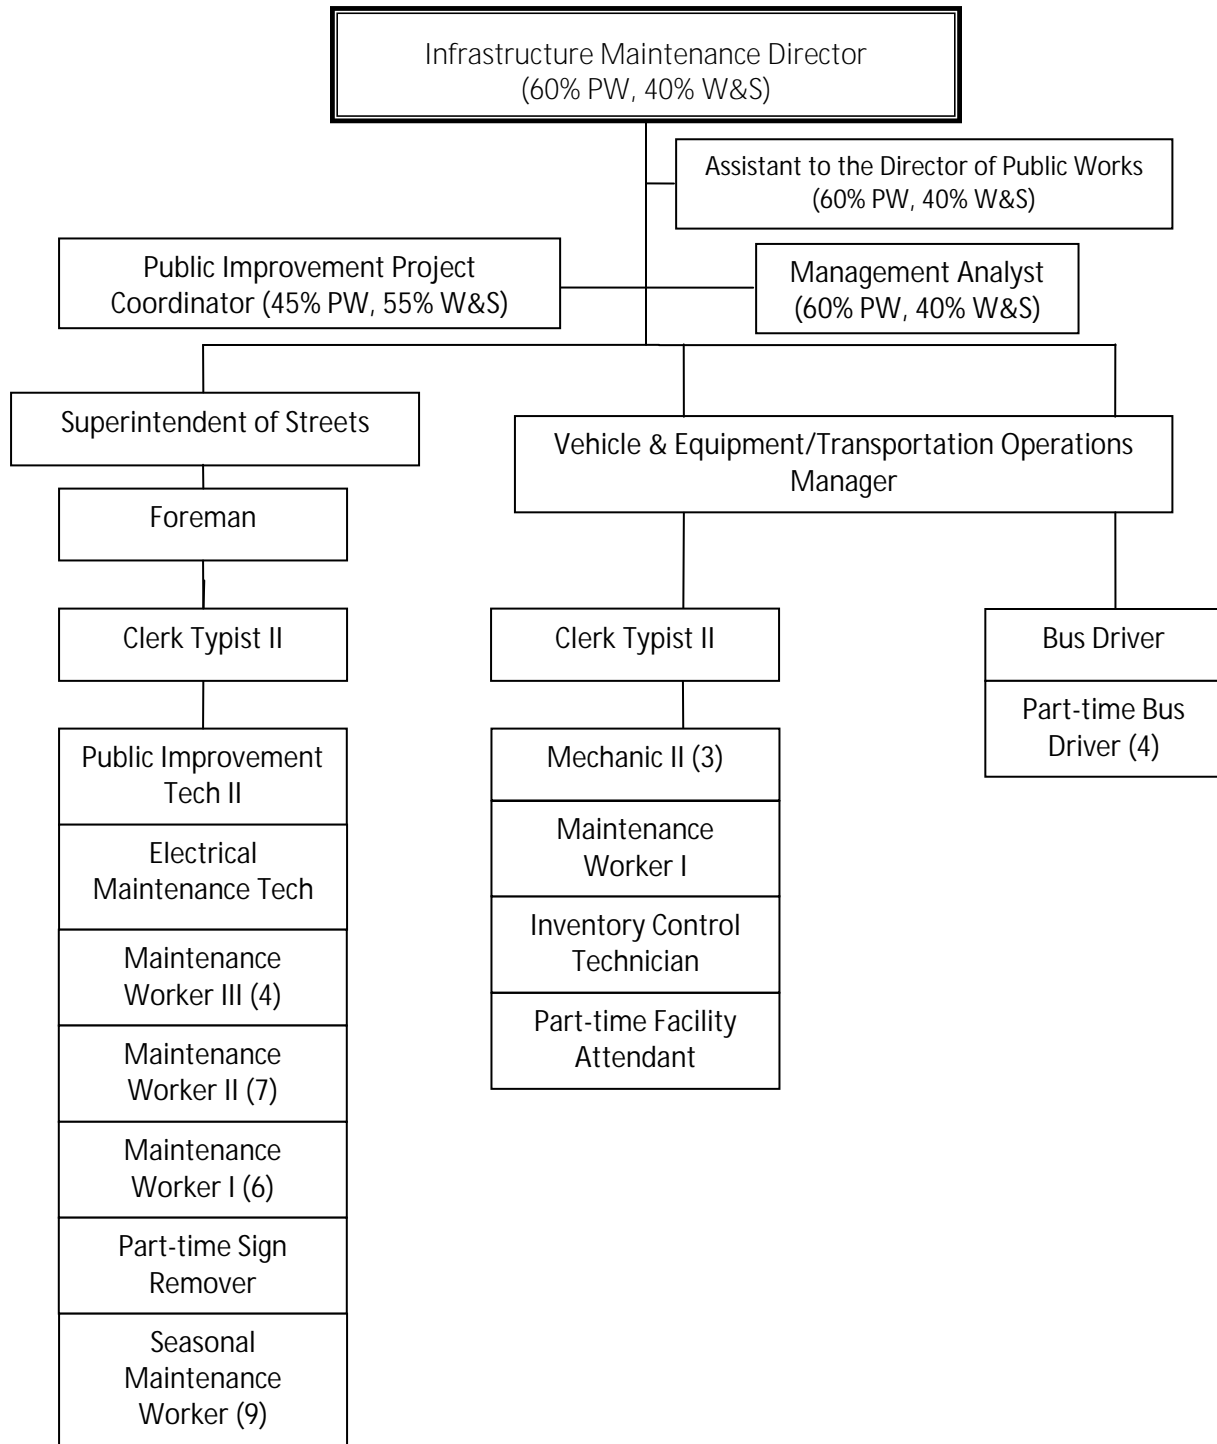 Infrastructure Maintenance Director
(60% PW, 40% W&S)
Assistant to the Director of Public Works
(60% PW, 40% W&S)
Public Improvement Project
Coordinator (45% PW, 55% W&S)
Management Analyst
(60% PW, 40% W&S)
Superintendent of Streets
Vehicle & Equipment/Transportation Operations
Manager
Foreman
Clerk Typist II
Clerk Typist II
Bus Driver
Part-time Bus
Driver (4)
Public Improvement
Tech II
Electrical
Maintenance Tech
Maintenance
Worker III (4)
Maintenance
Worker II (7)
Maintenance
Worker I (6)
Part-time Sign
Remover
Seasonal
Maintenance
Worker (9)
Mechanic II (3)
Maintenance
Worker I
Inventory Control
Technician
Part-time Facility
Attendant